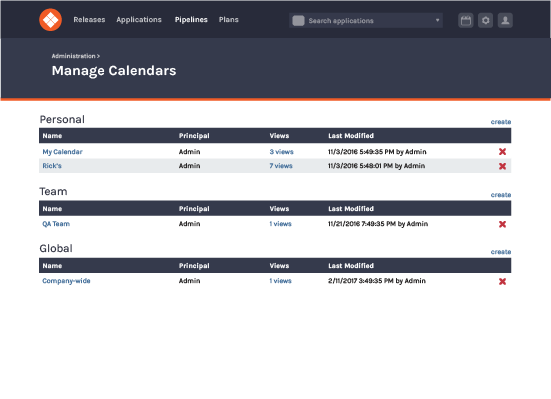 Releases Applications Pipelines Plans Search applications
Administration >
Manage Calendars
Personal create
Name Principal Views Last Modified
My Calendar Admin 3 views 11/3/2016 5:49:35 PM by Admin
Rick's Admin 7 views 11/3/2016 5:48:01 PM by Admin
Team create
Name Principal Views Last Modified
QA Team Admin 1 views 11/21/2016 7:49:35 PM by Admin
Global create
Name Principal Views Last Modified
Company-wide Admin 1 views 2/11/2017 3:49:35 PM by Admin